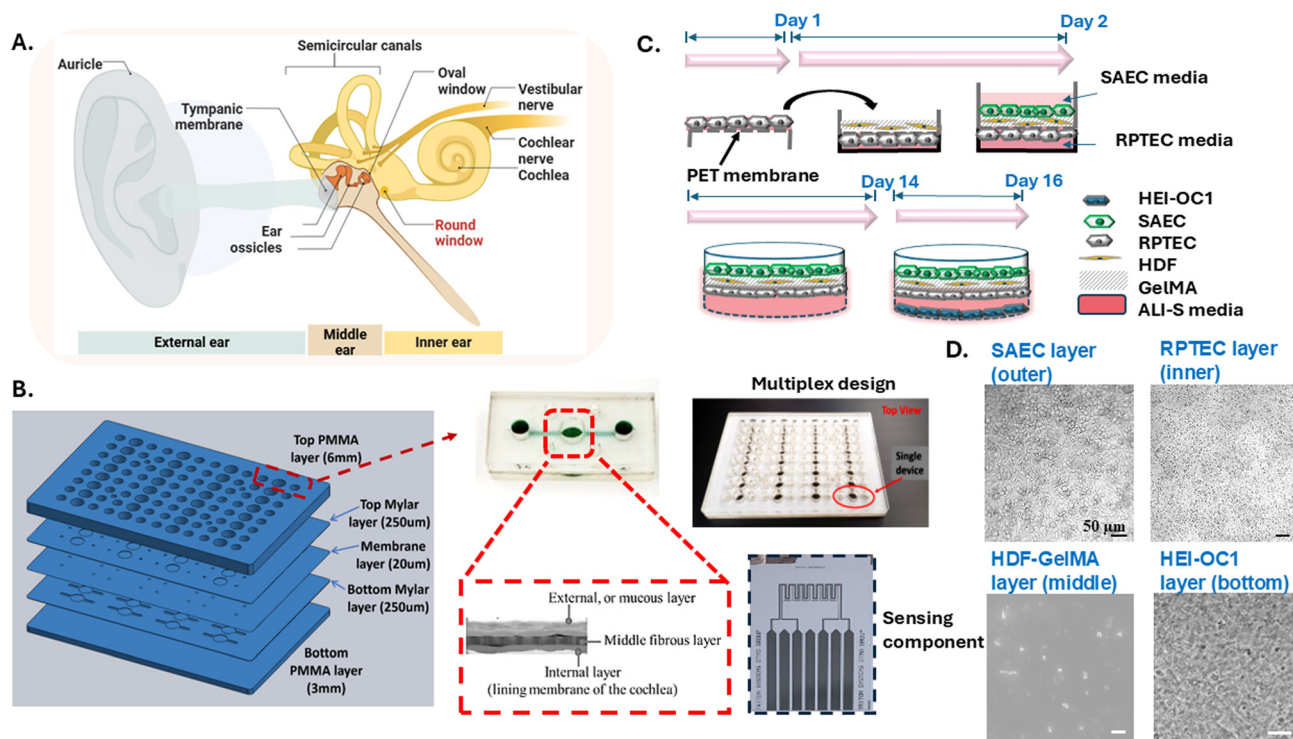 A.
Auricle
Semicircular canals
Tympanic
membrane
Oval
window
Vestibular
nerve
Cochlear
nerve
Cochlea
Ear
ossicles
Round
window
External ear
Middle
ear
Inner ear
B.
Top PMMA
layer (6mm)
Top Mylar
layer (250um)
Membrane
layer (20um)
Bottom Mylar
layer (250um)
Bottom
PMMA layer
(3mm)
Multiplex design
Top View
Single
device
External, or mucous layer
Middle fibrous layer
Internal layer
(lining membrane of the cochlea)
Sensing
component
C.
Day 1
Day 2
SAEC media
RPTEC media
PET membrane
Day 14
Day 16
HEI-OC1
SAEC
RPTEC
HDF
GelMA
ALI-S media
D.
SAEC layer
(outer)
RPTEC layer
(inner)
50 μm
HDF-GelMA
layer (middle)
HEI-OC1
layer (bottom)